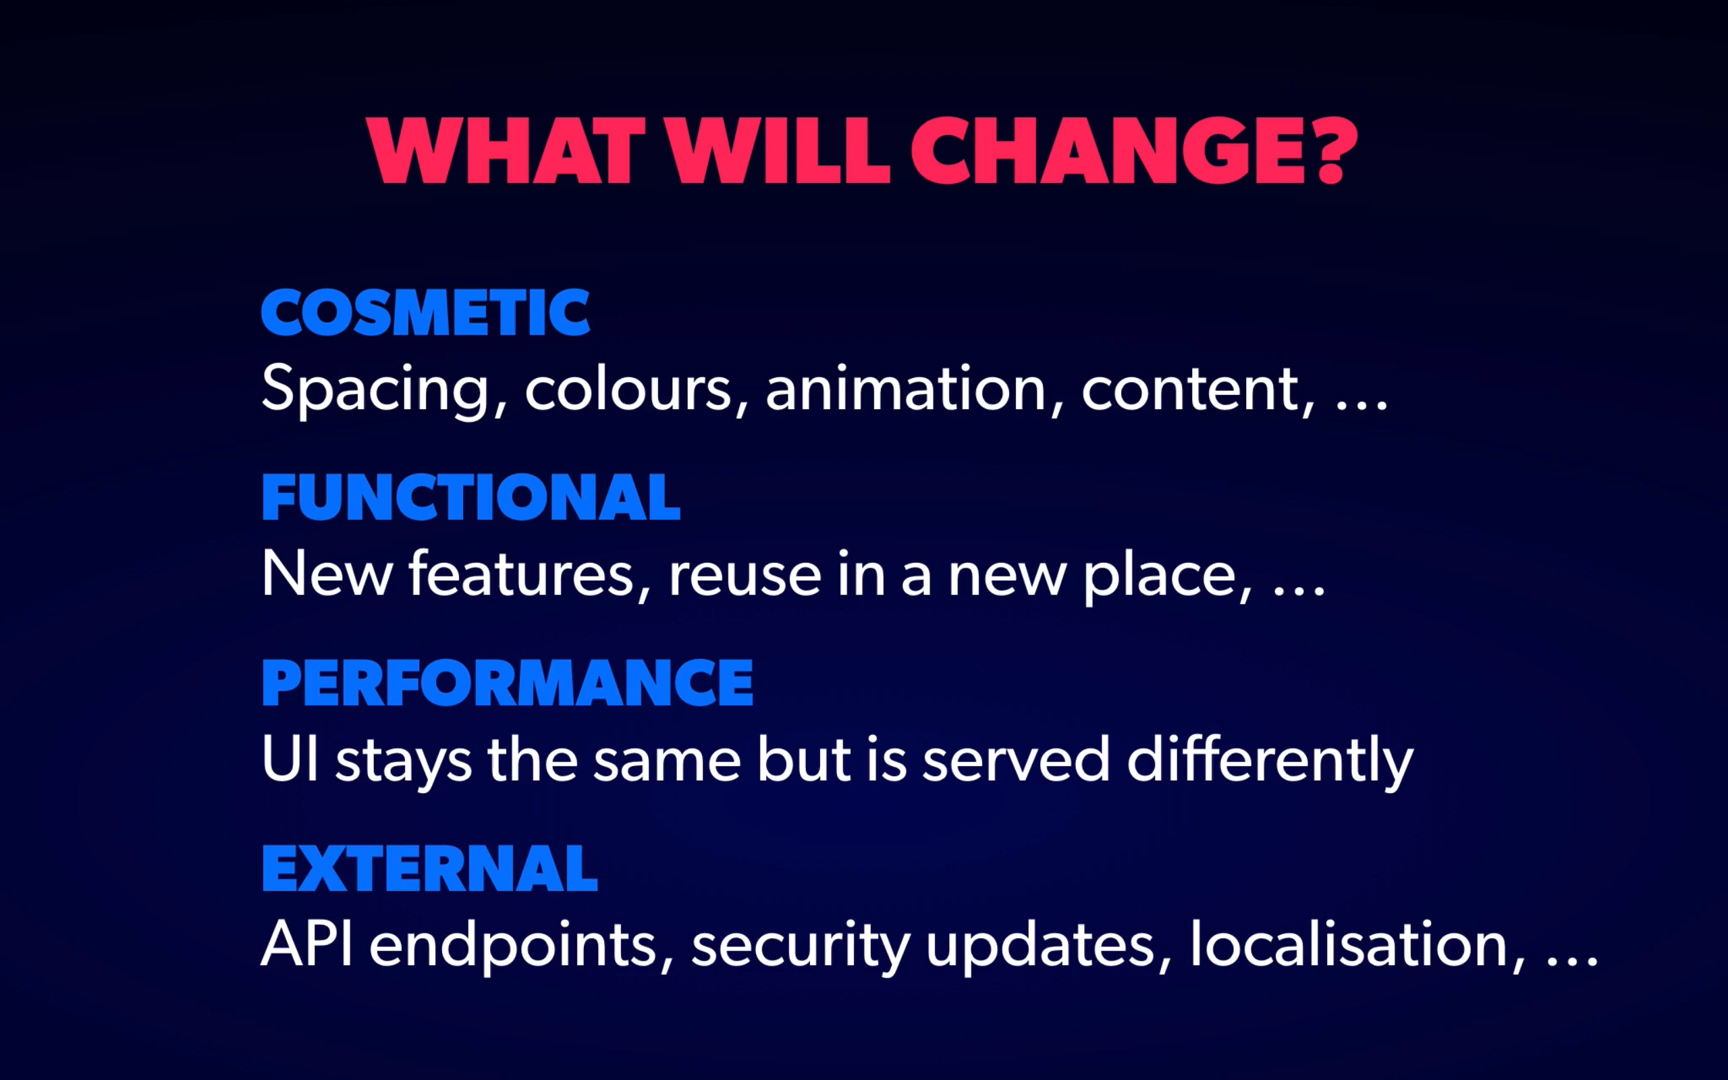 WHAT WILL CHANGE?
COSMETIC
Spacing, colours, animation, content, ...
FUNCTIONAL
New features, reuse in a new place, ...
PERFORMANCE
UI stays the same but is served differently
EXTERNAL
API endpoints, security updates, localisation, ...